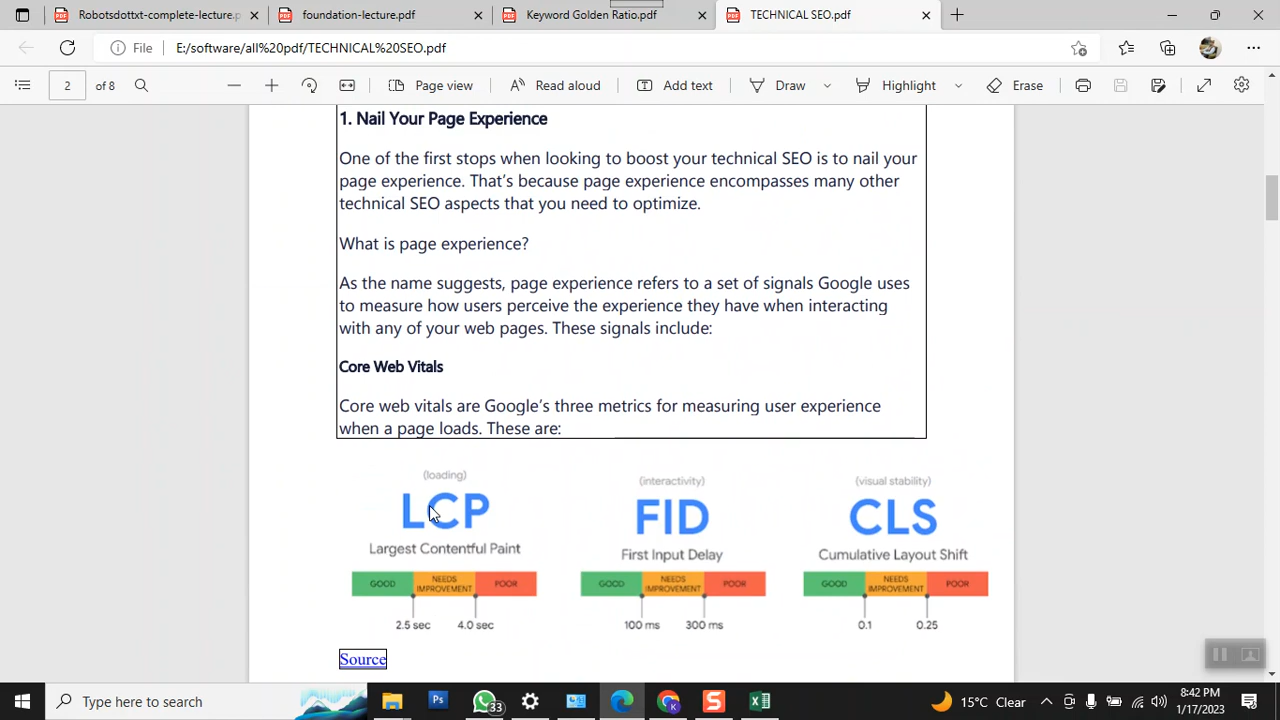 Robotsdottxt-complete-lecture.p
foundation-lecture.pdf
Keyword Golden Ratio.pdf
TECHNICAL SEO.pdf
File
E:/software/all%20pdf/TECHNICAL%20SEO.pdf
2 of 8
Page view
Read aloud
Add text
Draw
Highlight
Erase
1. Nail Your Page Experience
One of the first stops when looking to boost your technical SEO is to nail your
page experience. That’s because page experience encompasses many other
technical SEO aspects that you need to optimize.
What is page experience?
As the name suggests, page experience refers to a set of signals Google uses
to measure how users perceive the experience they have when interacting
with any of your web pages. These signals include:
Core Web Vitals
Core web vitals are Google’s three metrics for measuring user experience
when a page loads. These are:
(loading)
LCP
Largest Contentful Paint
GOOD
NEEDS
IMPROVEMENT
POOR
2.5 sec
4.0 sec
(interactivity)
FID
First Input Delay
GOOD
NEEDS
IMPROVEMENT
POOR
100 ms
300 ms
(visual stability)
CLS
Cumulative Layout Shift
GOOD
NEEDS
IMPROVEMENT
POOR
0.1
0.25
Source
Type here to search
Ps
33
15°C Clear
8:42 PM
1/17/2023